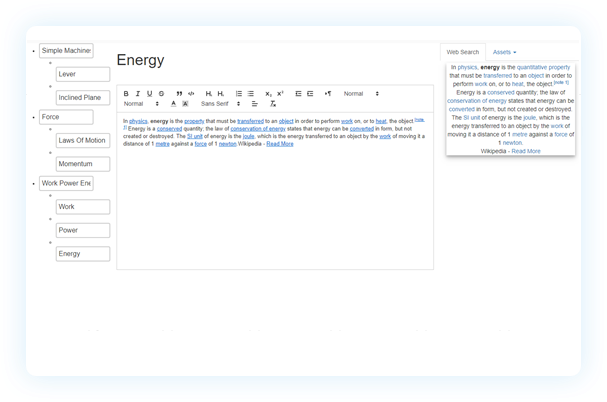 Simple Machine
Lever
Inclined Plane
Force
Laws Of Motion
Momentum
Work Power Ene
Work
Power
Energy
Energy
B I U S ” </> H₁ H₂ x₂ x² ¶ Normal
Normal A A Sans Serif Tx
In physics, energy is the property that must be transferred to an object in order to perform work on, or to heat, the object.[note
1] Energy is a conserved quantity; the law of conservation of energy states that energy can be converted in form, but not
created or destroyed. The SI unit of energy is the joule, which is the energy transferred to an object by the work of moving it a
distance of 1 metre against a force of 1 newton Wikipedia - Read More
Web Search Assets
In physics, energy is the quantitative property
that must be transferred to an object in order to
perform work on, or to heat, the object.[note 1]
Energy is a conserved quantity; the law of
conservation of energy states that energy can be
converted in form, but not created or destroyed.
The SI unit of energy is the joule, which is the
energy transferred to an object by the work of
moving it a distance of 1 metre against a force of
1 newton.
Wikipedia - Read More